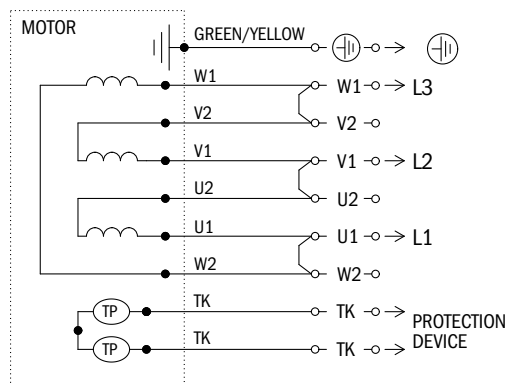 MOTOR
GREEN/YELLOW
W1 W1 L3
V2 V2
V1 V1 L2
U2 U2
U1 U1 L1
W2 W2
TP TK TK PROTECTION
TP TK TK DEVICE